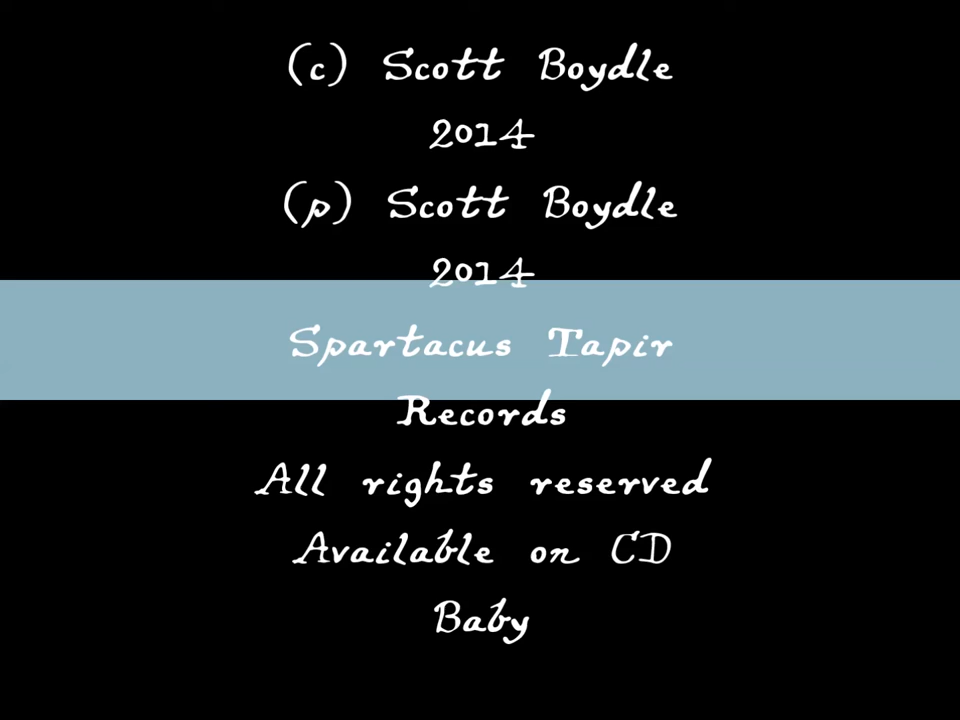 (c) Scott Boydle
2014
(p) Scott Boydle
2014
Spartacus Tapir
Records
All rights reserved
Available on CD
Baby